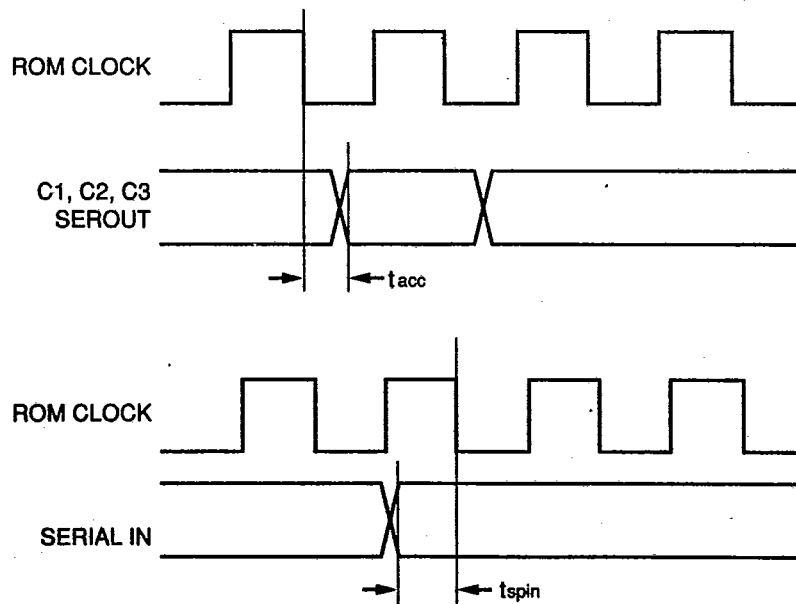 ROM CLOCK
C1, C2, C3
SEROUT
tacc
ROM CLOCK
SERIAL IN
tspin